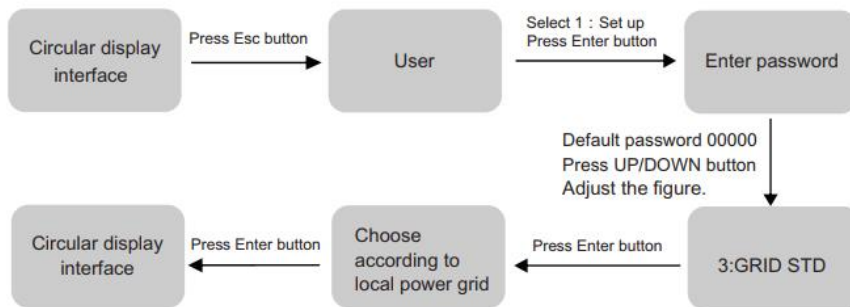 Circular display
interface
Press Esc button
User
Select 1 : Set up
Press Enter button
Enter password
Default password 00000
Press UP/DOWN button
Adjust the figure.
3:GRID STD
Press Enter button
Choose
according to
local power grid
Press Enter button
Circular display
interface